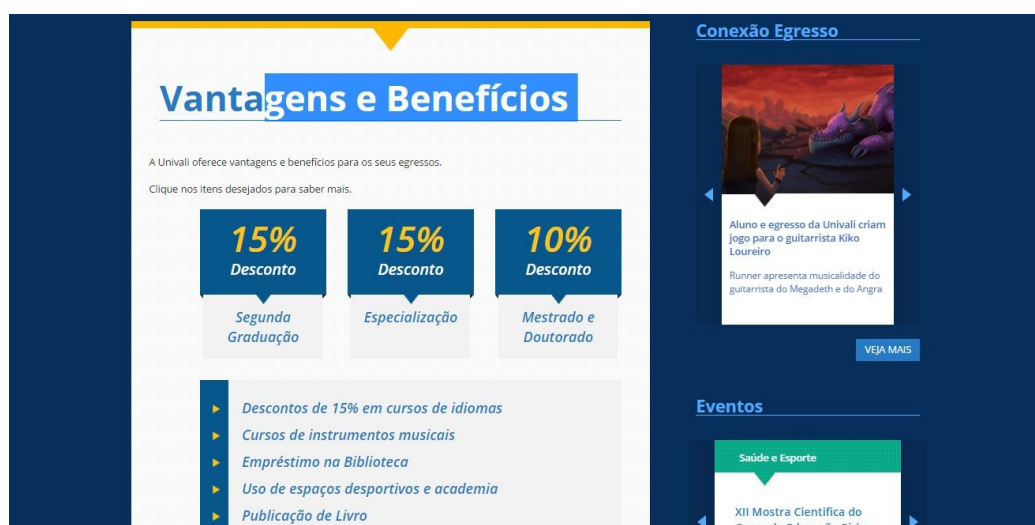 Vantagens e Benefícios
A Univali oferece vantagens e benefícios para os seus egressos.
Clique nos itens desejados para saber mais.
15%
Desconto
Segunda
Graduação
15%
Desconto
Especialização
10%
Desconto
Mestrado e
Doutorado
Descontos de 15% em cursos de idiomas
Cursos de instrumentos musicais
Empréstimo na Biblioteca
Uso de espaços desportivos e academia
Publicação de Livro
Conexão Egresso
Aluno e egresso da Univali criam
jogo para o guitarrista Kiko
Loureiro
Runner apresenta musicalidade do
guitarrista do Megadeth e do Angra
VEJA MAIS
Eventos
Saúde e Esporte
XII Mostra Cientifica do